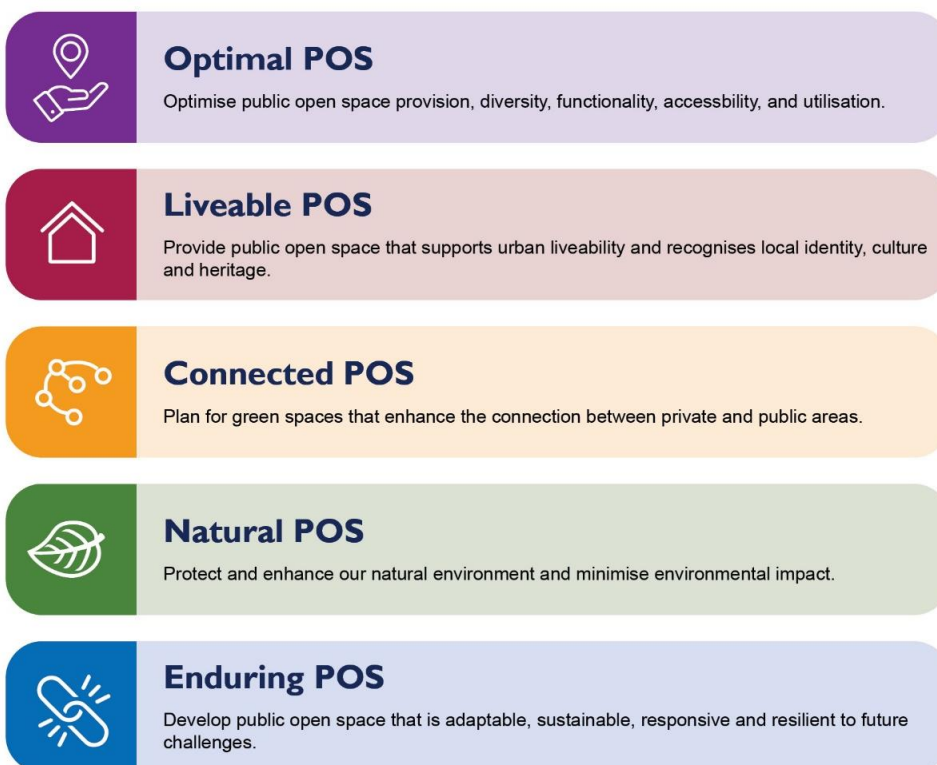 Optimal POS
Optimise public open space provision, diversity, functionality, accessbility, and utilisation.
Liveable POS
Provide public open space that supports urban liveability and recognises local identity, culture
and heritage.
Connected POS
Plan for green spaces that enhance the connection between private and public areas.
Natural POS
Protect and enhance our natural environment and minimise environmental impact.
Enduring POS
Develop public open space that is adaptable, sustainable, responsive and resilient to future
challenges.